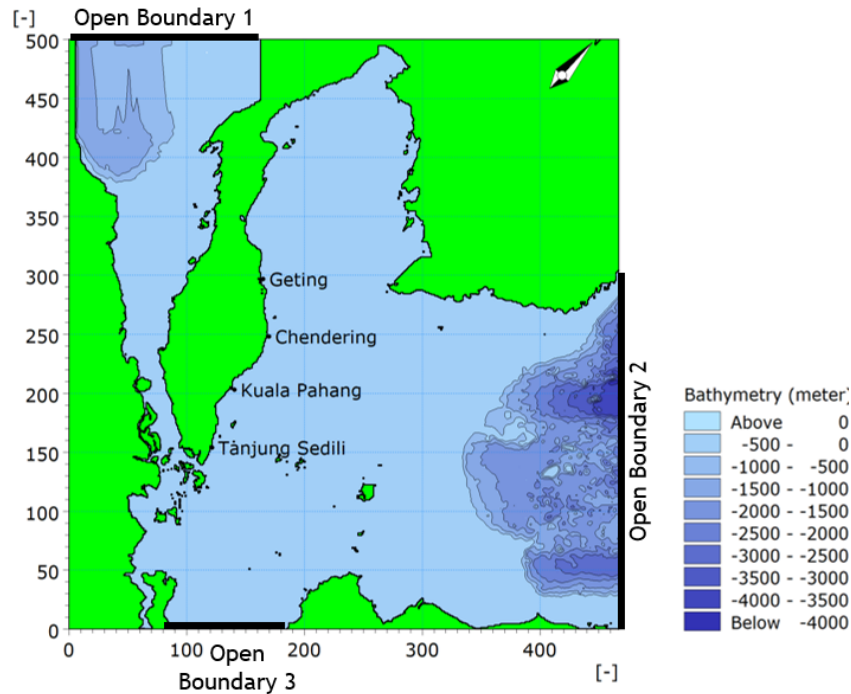 [-]
Open Boundary 1
500
450
400
350
300
250
200
150
100
50
0
Geting
Chendering
Kuala Pahang
Tanjung Sedili
Open Boundary 2
0
100
200
300
400
[-]
Open
Boundary 3
Bathymetry (meter)
Above 0
-500 - 0
-1000 - -500
-1500 - -1000
-2000 - -1500
-2500 - -2000
-3000 - -2500
-3500 - -3000
-4000 - -3500
Below -4000